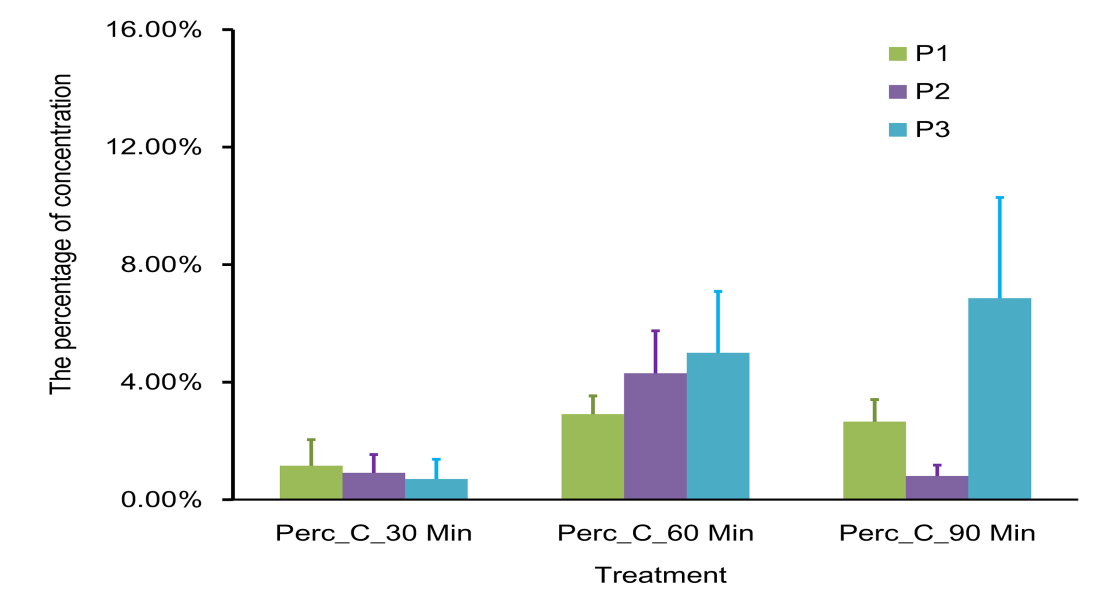 16.00%
12.00%
8.00%
4.00%
0.00%
The percentage of concentration
P1
P2
P3
Perc_C_30 Min
Perc_C_60 Min
Perc_C_90 Min
Treatment